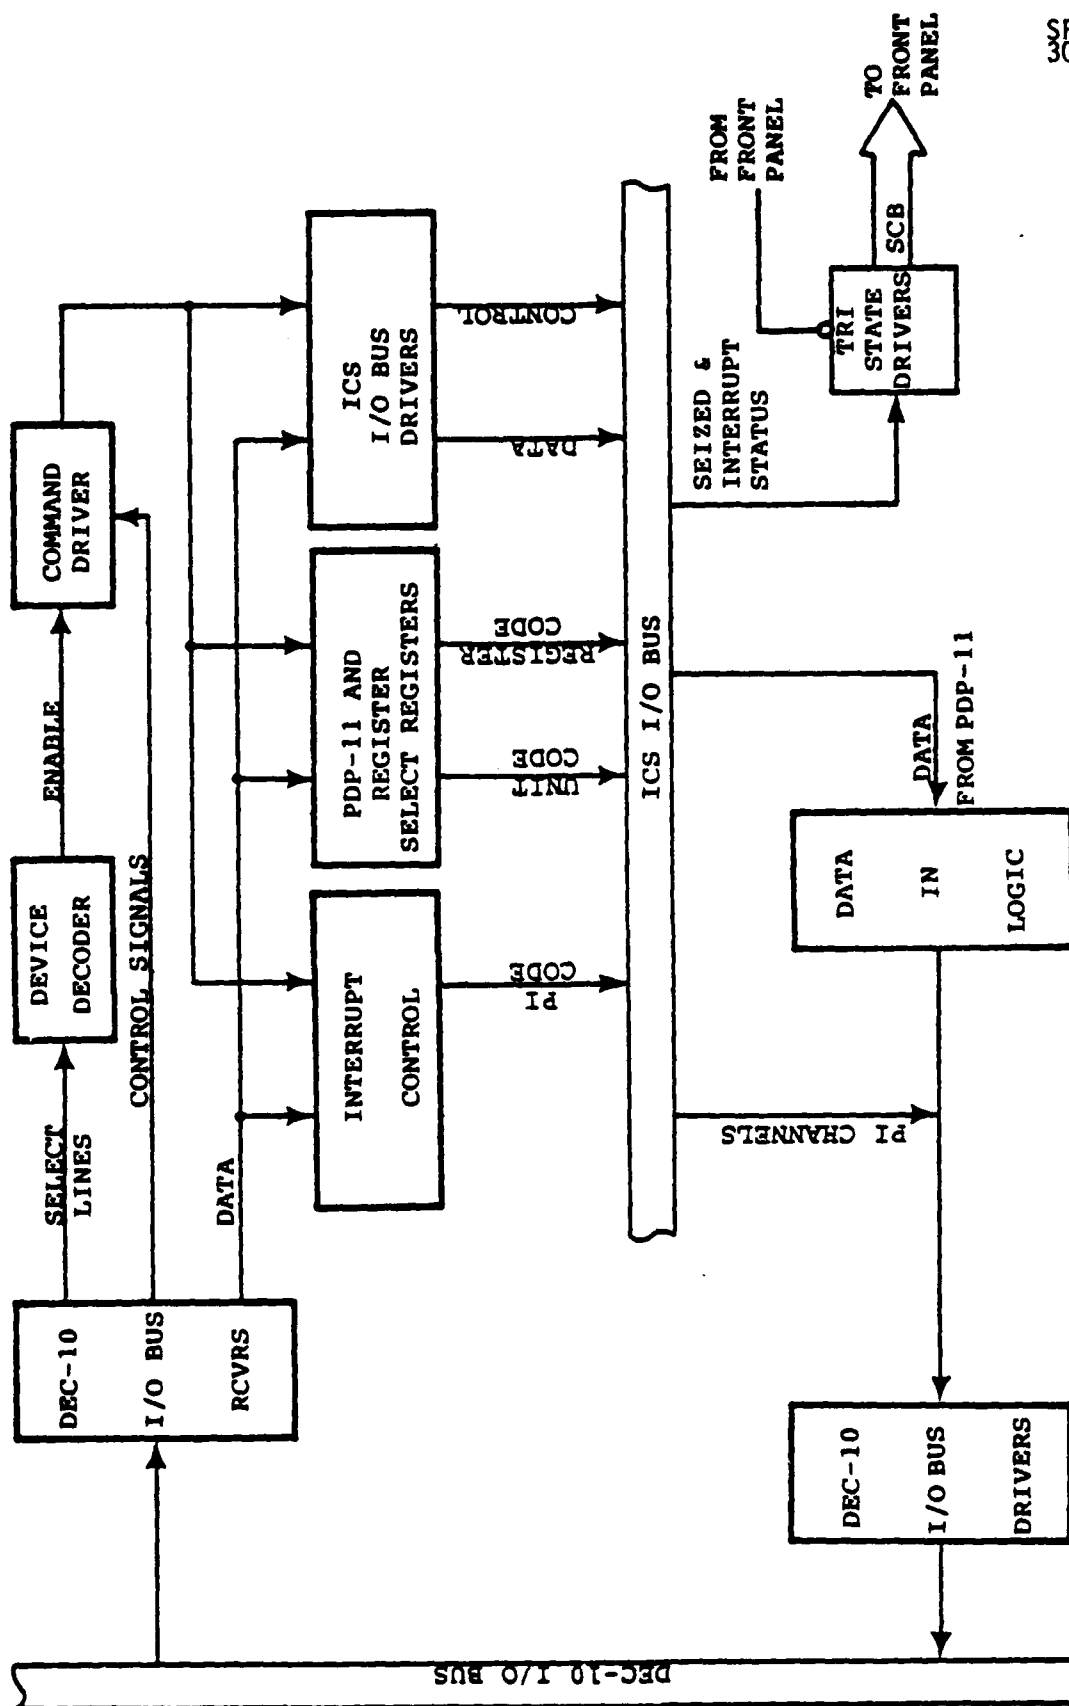 DEC-10 I/O BUS
DEC-10
I/O BUS
RCVRS
SELECT
LINES
CONTROL SIGNALS
DATA
DEVICE
DECODER
ENABLE
COMMAND
DRIVER
INTERRUPT
CONTROL
PDP-11 AND
REGISTER
SELECT REGISTERS
ICS
I/O BUS
DRIVERS
PI
CODE
UNIT
CODE
REGISTER
CODE
DATA
CONTROL
ICS I/O BUS
PI CHANNELS
DATA
FROM PDP-11
SEIZED &
INTERRUPT
STATUS
FROM
FRONT
PANEL
TRI
STATE
DRIVERS
SCB
TO
FRONT
PANEL
DATA
IN
LOGIC
DEC-10
I/O BUS
DRIVERS